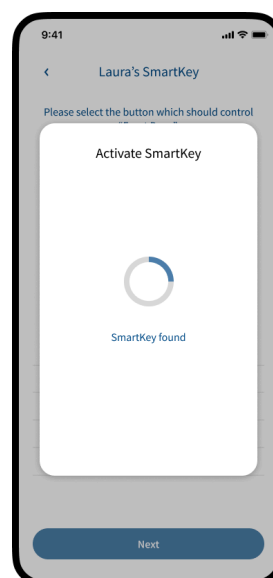 9:41
Laura's SmartKey
Please select the button which should control
Activate SmartKey
SmartKey found
Next